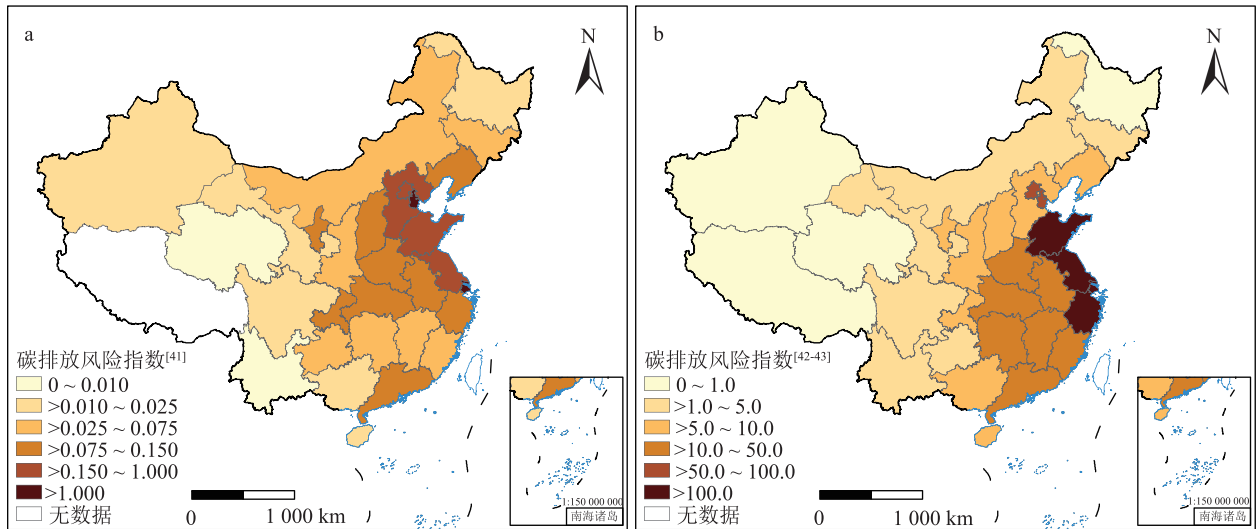 a
N
碳排放风险指数[41]
0 ~ 0.010
>0.010 ~ 0.025
>0.025 ~ 0.075
>0.075 ~ 0.150
>0.150 ~ 1.000
>1.000
无数据
0 1 000 km
1:150 000 000
南海诸岛
b
N
碳排放风险指数[42-43]
0 ~ 1.0
>1.0 ~ 5.0
>5.0 ~ 10.0
>10.0 ~ 50.0
>50.0 ~ 100.0
>100.0
无数据
0 1 000 km
1:150 000 000
南海诸岛